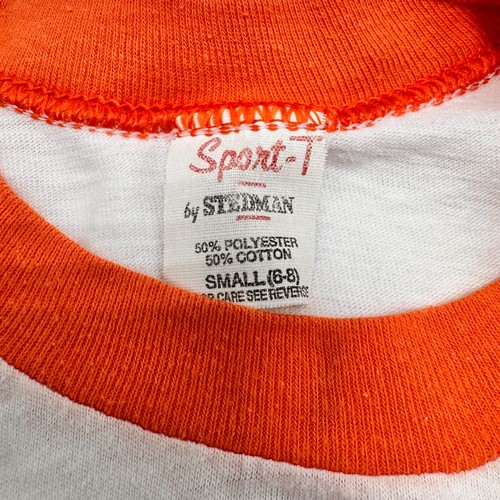 Sport-T
by STEDMAN
50% POLYESTER
50% COTTON
SMALL (6-8)
CARE SEE REVERSE